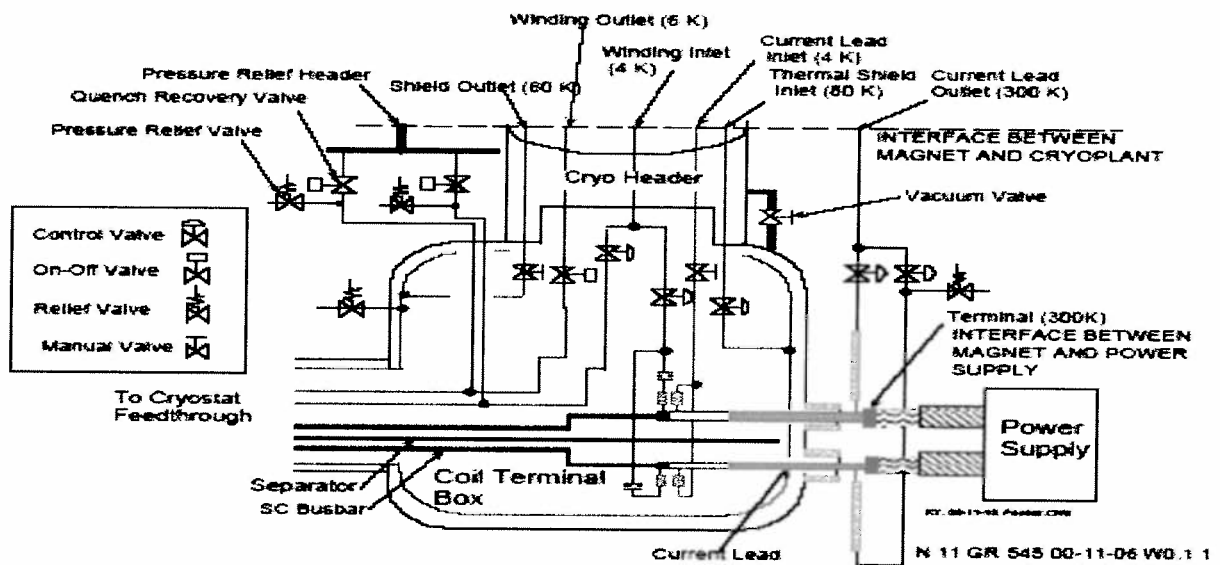 Winding Outlet (6 K)
Winding Inlet
(4 K)
Current Lead
Inlet (4 K)
Pressure Relief Header
Quench Recovery Valve
Pressure Relief Valve
Shield Outlet (60 K)
Thermal Shield
Inlet (80 K)
Current Lead
Outlet (300 K)
INTERFACE BETWEEN
MAGNET AND CRYOPLANT
Cryo Header
Vacuum Valve
Control Valve
On-Off Valve
Relief Valve
Manual Valve
To Cryostat
Feedthrough
Terminal (300K)
INTERFACE BETWEEN
MAGNET AND POWER
SUPPLY
Power
Supply
Separator
SC Busbar
Coil Terminal
Box
Current Lead
N 11 GR 545 00-11-06 W0.1 1